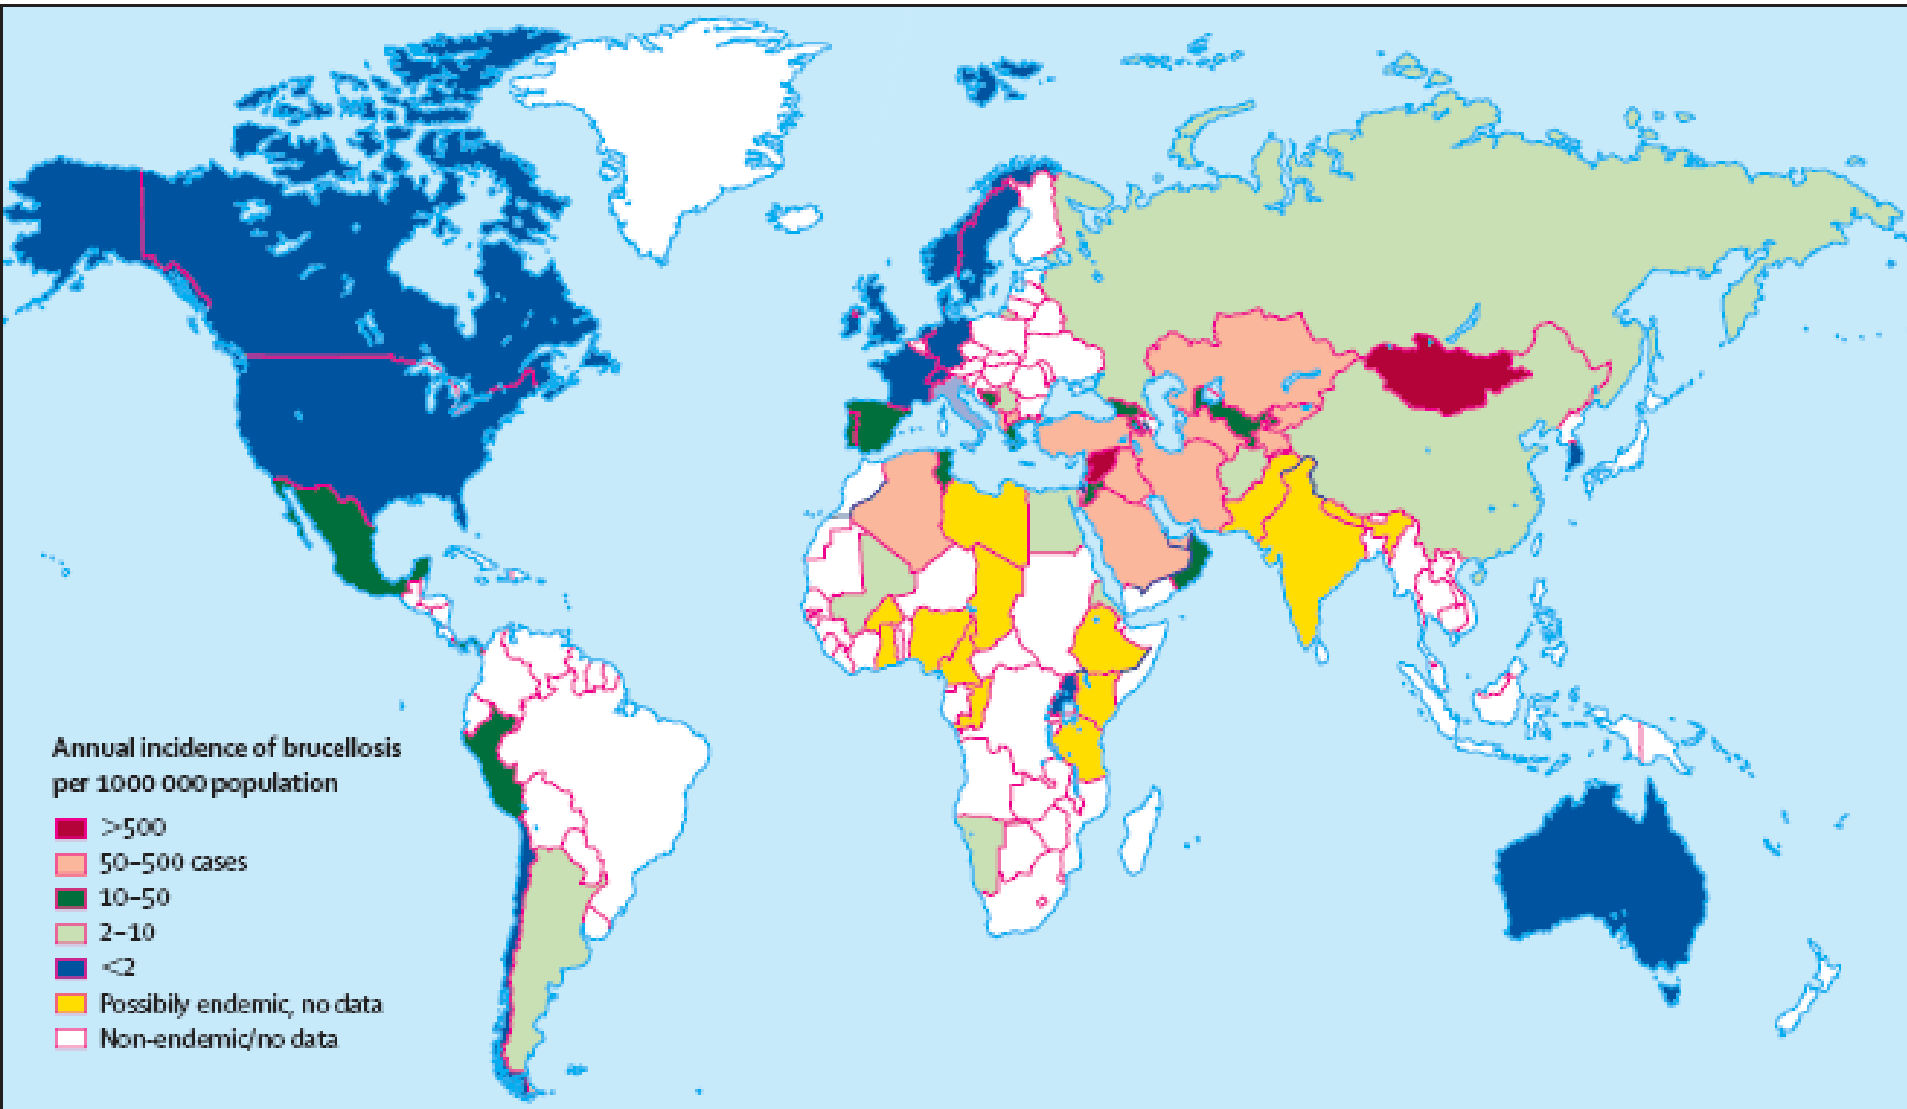 Annual incidence of brucellosis
per 1000 000 population
>500
50–500 cases
10–50
2–10
<2
Possibily endemic, no data
Non-endemic/no data